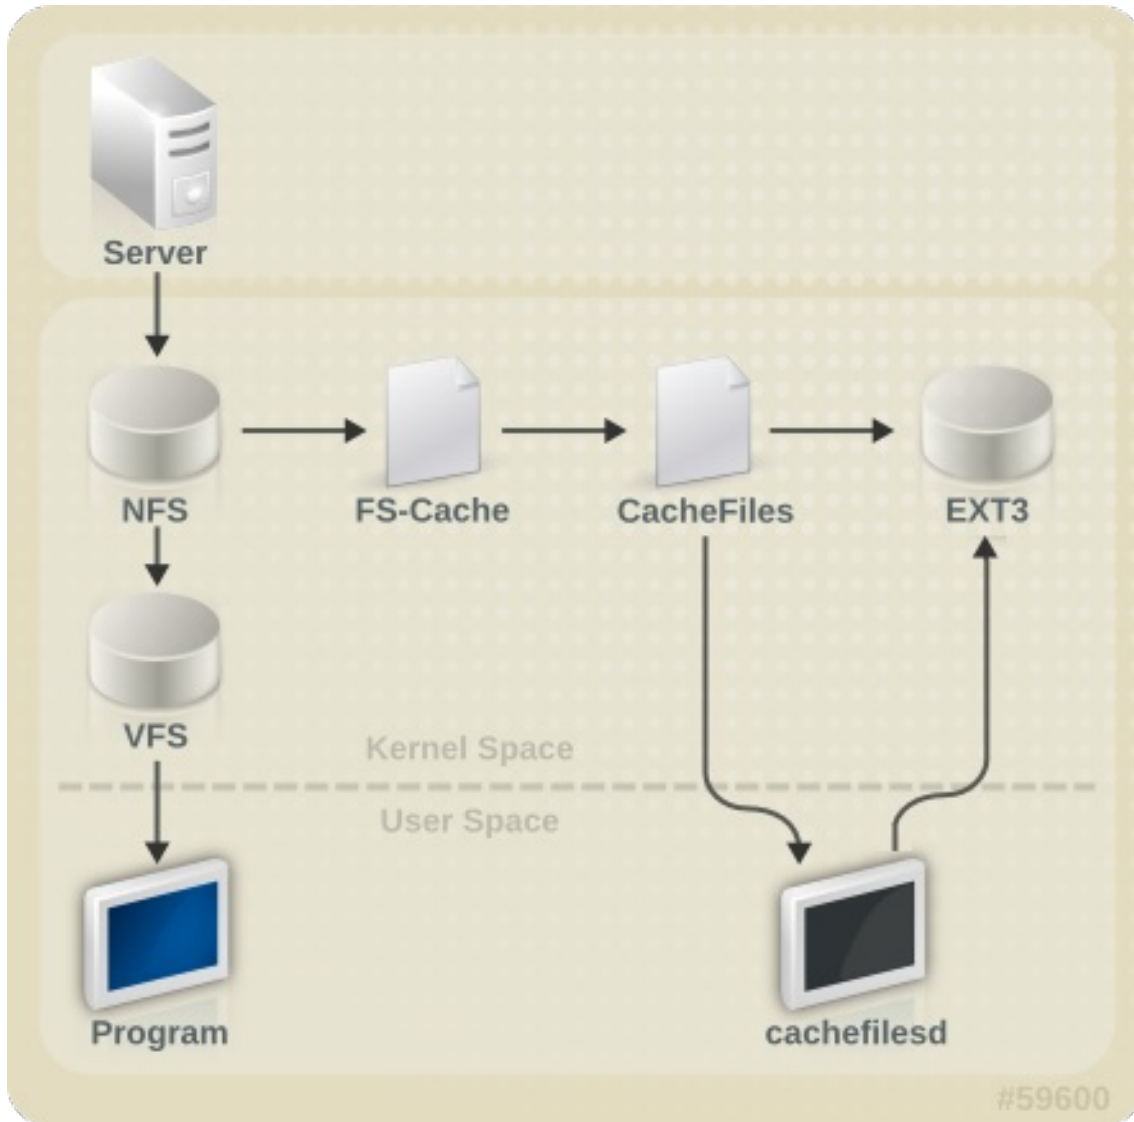 Server
NFS
FS-Cache
CacheFiles
EXT3
VFS
Kernel Space
User Space
Program
cachefilesd
#59600